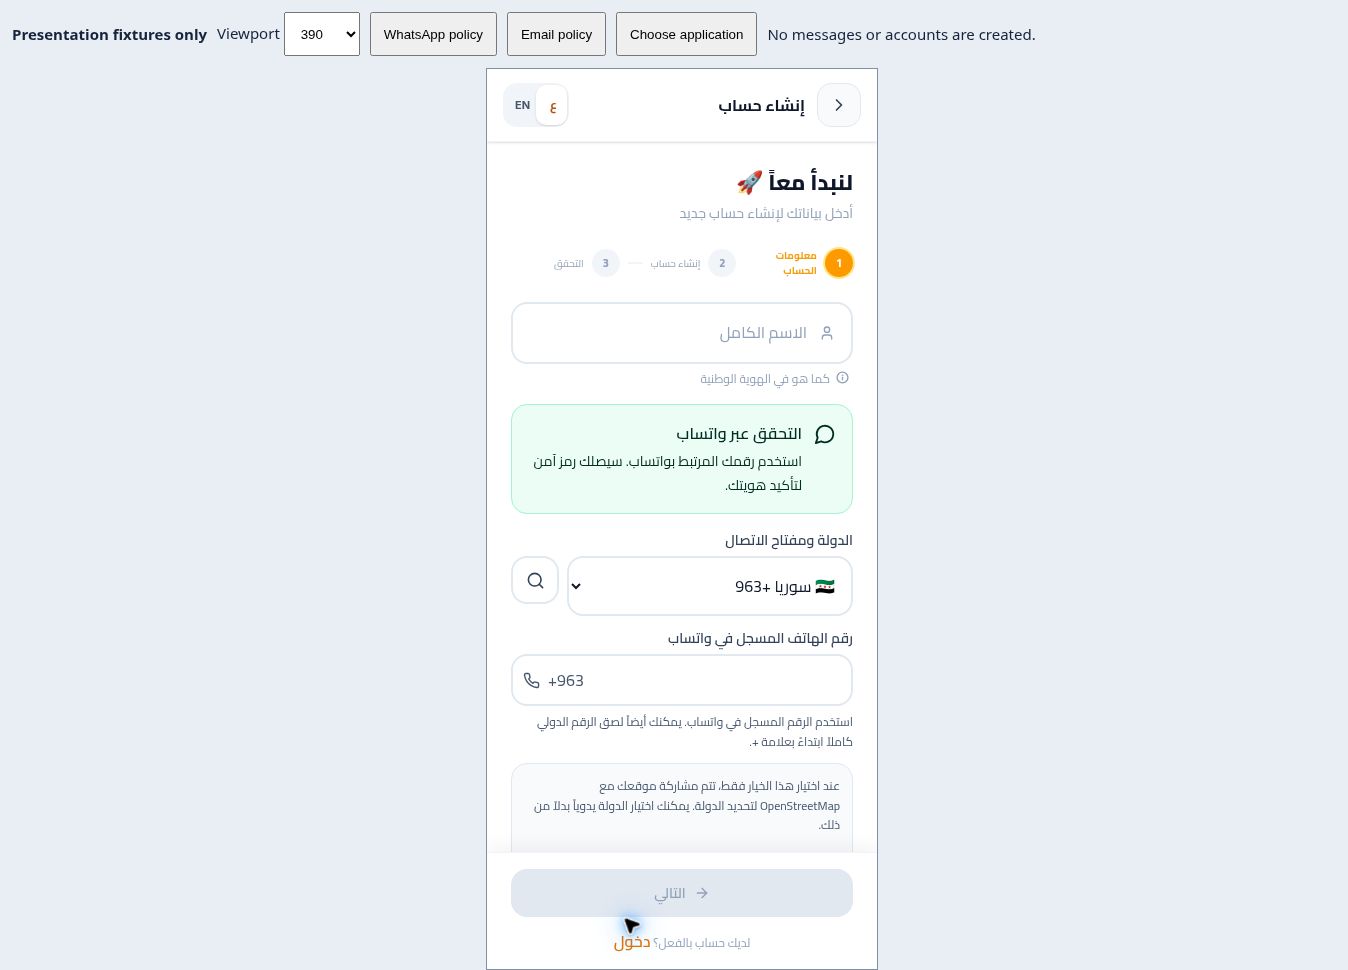 Presentation fixtures only Viewport 390 WhatsApp policy Email policy Choose application No messages or accounts are created.
إنشاء حساب
ع EN
لنبدأ معاً 🚀
أدخل بياناتك لإنشاء حساب جديد
1 معلومات الحساب
2 إنشاء حساب
3 التحقق
الاسم الكامل
كما هو في الهوية الوطنية
التحقق عبر واتساب
استخدم رقمك المرتبط بواتساب. سيصلك رمز آمن
لتأكيد هويتك.
الدولة ومفتاح الاتصال
سوريا +963
رقم الهاتف المسجل في واتساب
+963
استخدم الرقم المسجل في واتساب. يمكنك أيضاً لصق الرقم الدولي
كاملاً ابتداءً بعلامة +.
عند اختيار هذا الخيار فقط، تتم مشاركة موقعك مع
OpenStreetMap لتحديد الدولة. يمكنك اختيار الدولة يدوياً بدلاً من
ذلك.
التالي
لديك حساب بالفعل؟ دخول